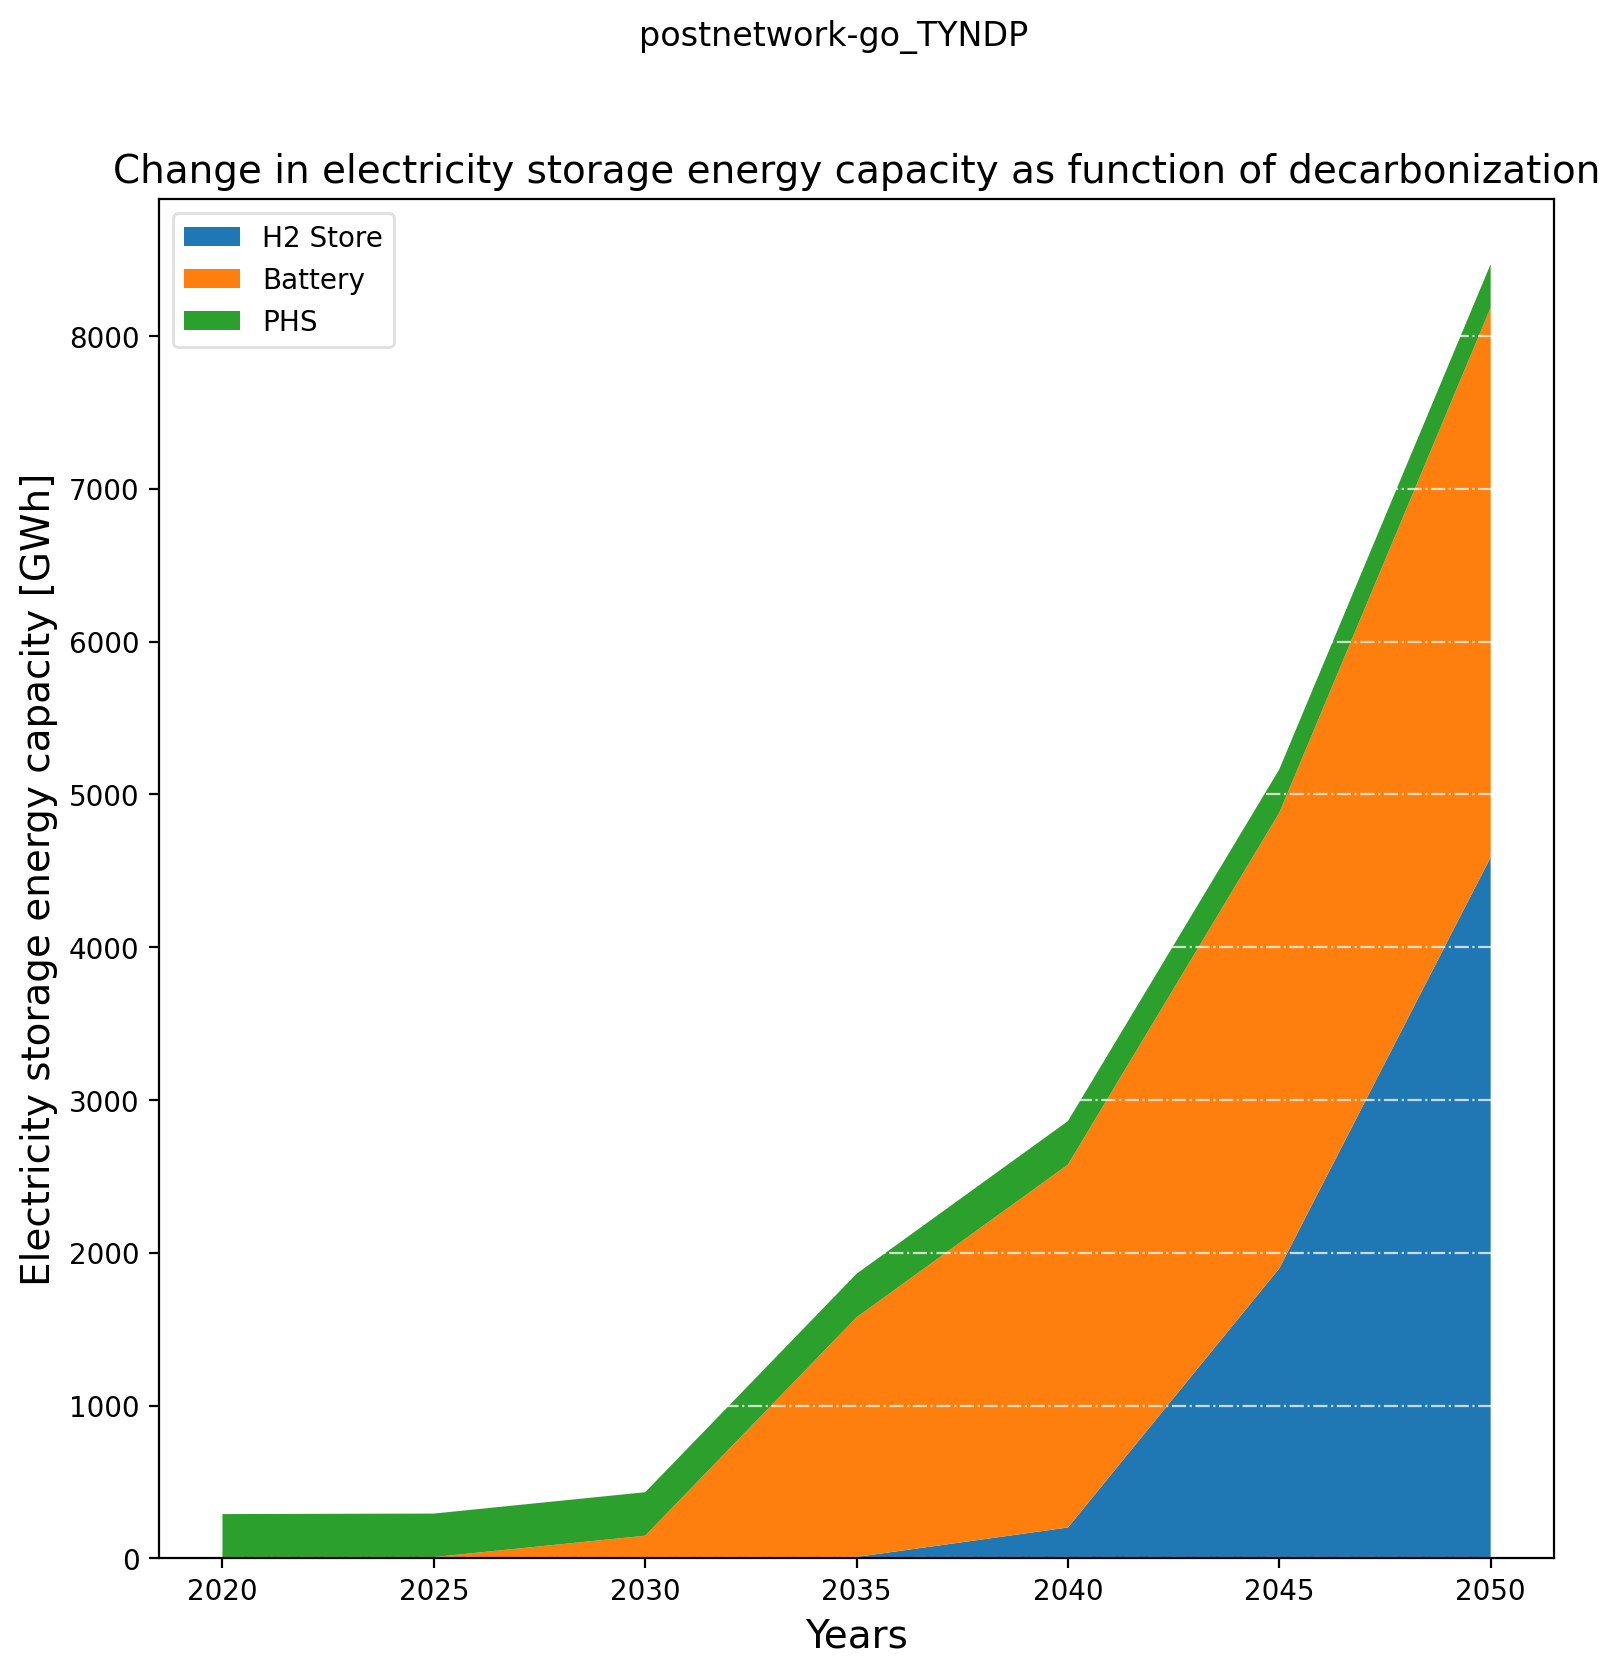 postnetwork-go_TYNDP
Change in electricity storage energy capacity as function of decarbonization
H2 Store
Battery
PHS
Electricity storage energy capacity [GWh]
8000
7000
6000
5000
4000
3000
2000
1000
0
2020 2025 2030 2035 2040 2045 2050
Years